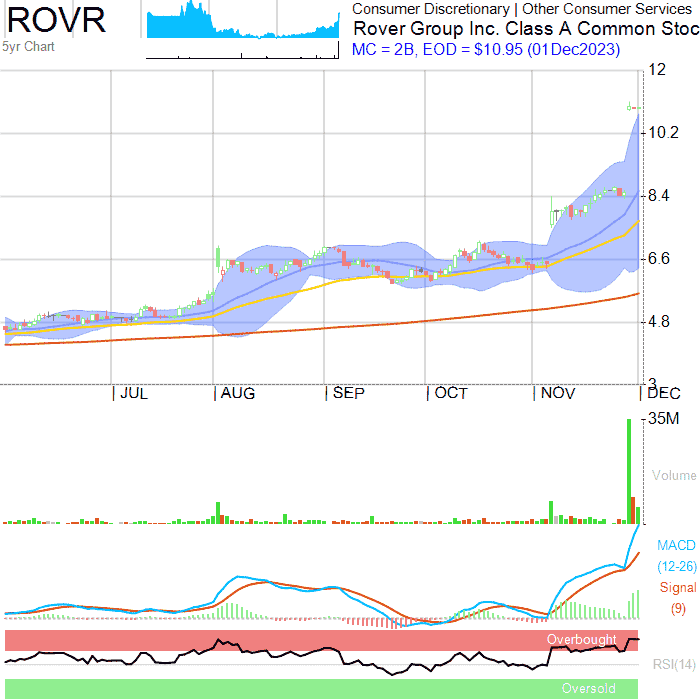 ROVR
5yr Chart
Consumer Discretionary | Other Consumer Services
Rover Group Inc. Class A Common Stoc
MC = 2B, EOD = $10.95 (01Dec2023)
12
10.2
8.4
6.6
4.8
3
JUL
AUG
SEP
OCT
NOV
DEC
35M
Volume
MACD
(12-26)
Signal
(9)
Overbought
RSI(14)
Oversold